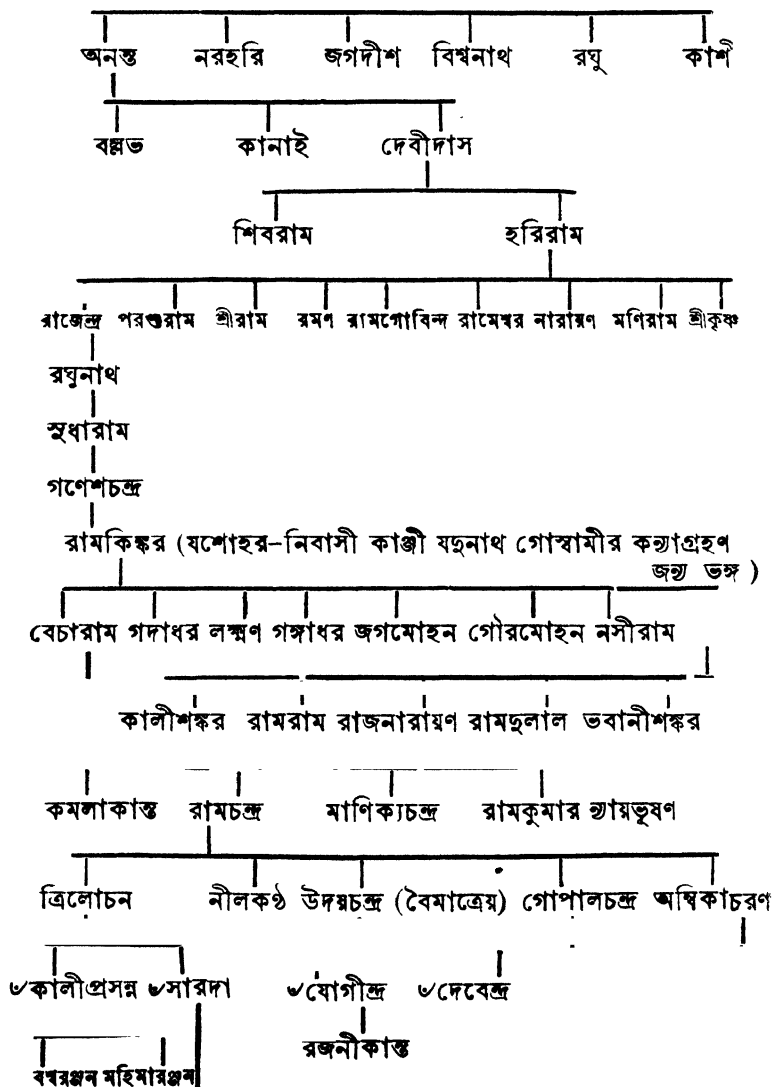 অনন্ত নরহরি জগদীশ বিশ্বনাথ রঘু কাশী
বল্লভ কানাই দেবীদাস
শিবরাম হরিরাম
রাজেন্দ্র পরশুরাম শ্রীরাম রমণ রামগোবিন্দ রামেশ্বর নারায়ণ মণিরাম শ্রীকৃষ্ণ
রঘুনাথ
সুধারাম
গণেশচন্দ্র
রামকিঙ্কর (যশোহর-নিবাসী কাঞ্জী যদুনাথ গোস্বামীর কন্যাগ্রহণ
জন্য ভঙ্গ )
বেচারাম গদাধর লক্ষ্মণ গঙ্গাধর জগমোহন গৌরমোহন নসীরাম
কালীশঙ্কর রামরাম রাজনারায়ণ রামদুলাল ভবানীশঙ্কর
কমলাকান্ত রামচন্দ্র মাণিক্যচন্দ্র রামকুমার ন্যায়ভূষণ
ত্রিলোচন নীলকণ্ঠ উদয়চন্দ্র (বৈমাত্রেয়) গোপালচন্দ্র অম্বিকাচরণ
৺কালীপ্রসন্ন ৺সারদা ৺যোগীন্দ্র ৺দেবেন্দ্র
রজনীকান্ত
মহিমারঞ্জন